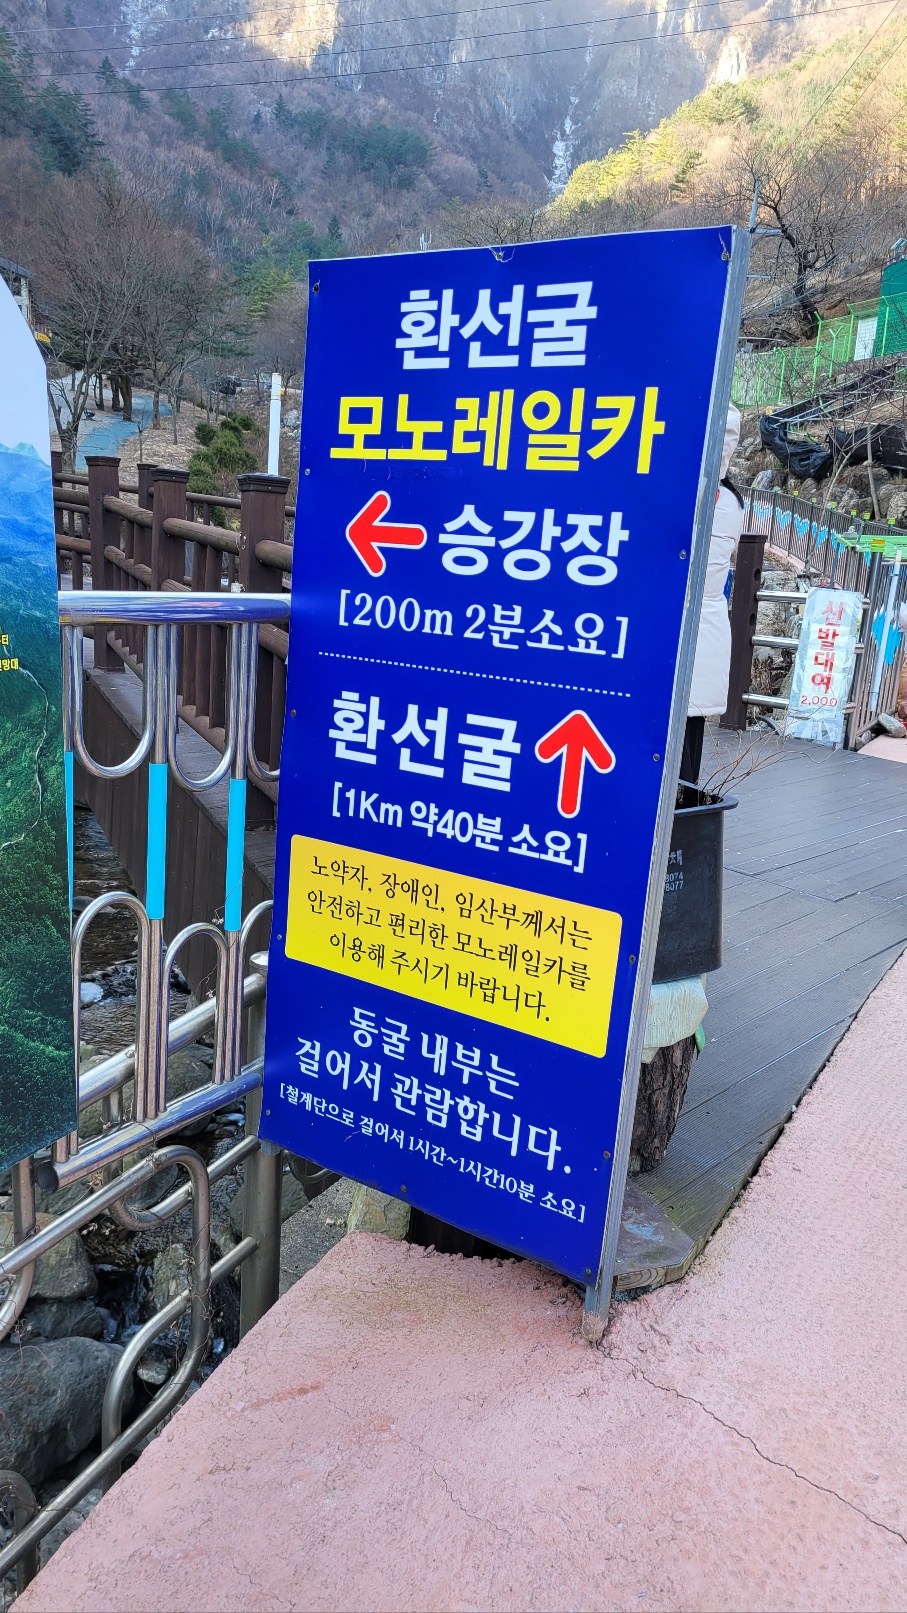 환선굴
모노레일카
← 승강장
[200m 2분소요]
환선굴 ↑
[1Km 약40분 소요]
노약자, 장애인, 임산부께서는
안전하고 편리한 모노레일카를
이용해 주시기 바랍니다.
동굴 내부는
걸어서 관람합니다.
[철계단으로 걸어서 1시간~1시간10분 소요]
신발대여
2,000
8074
8077